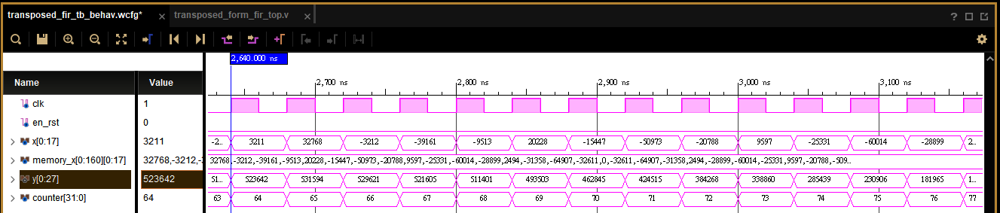 transposed_fir_tb_behav.wcfg* × transposed_form_fir_top.v ×
?
2,640.000 ns
Name Value
2,700 ns 2,800 ns 2,900 ns 3,000 ns 3,100 ns
clk 1
en_rst 0
x[0:17] 3211 -2... 3211 32768 -3212 -39161 -9513 20228 -15447 -50973 -20788 9597 -25331 -60014 -28899 2...
memory_x[0:160][0:17] 32768,-3212,- 32768,-3212,-39161,-9513,20228,-15447,-50973,-20788,9597,-25331,-60014,-28899,2494,-31358,-64907,-32611,0,-32611,-64907,-31358,2494,-28899,-60014,-25331,9597,-20788,-509...
y[0:27] 523642 51... 523642 531594 529621 521605 511401 493503 462845 424515 384268 338860 285439 230906 181965 1...
counter[31:0] 64 63 64 65 66 67 68 69 70 71 72 73 74 75 76 77